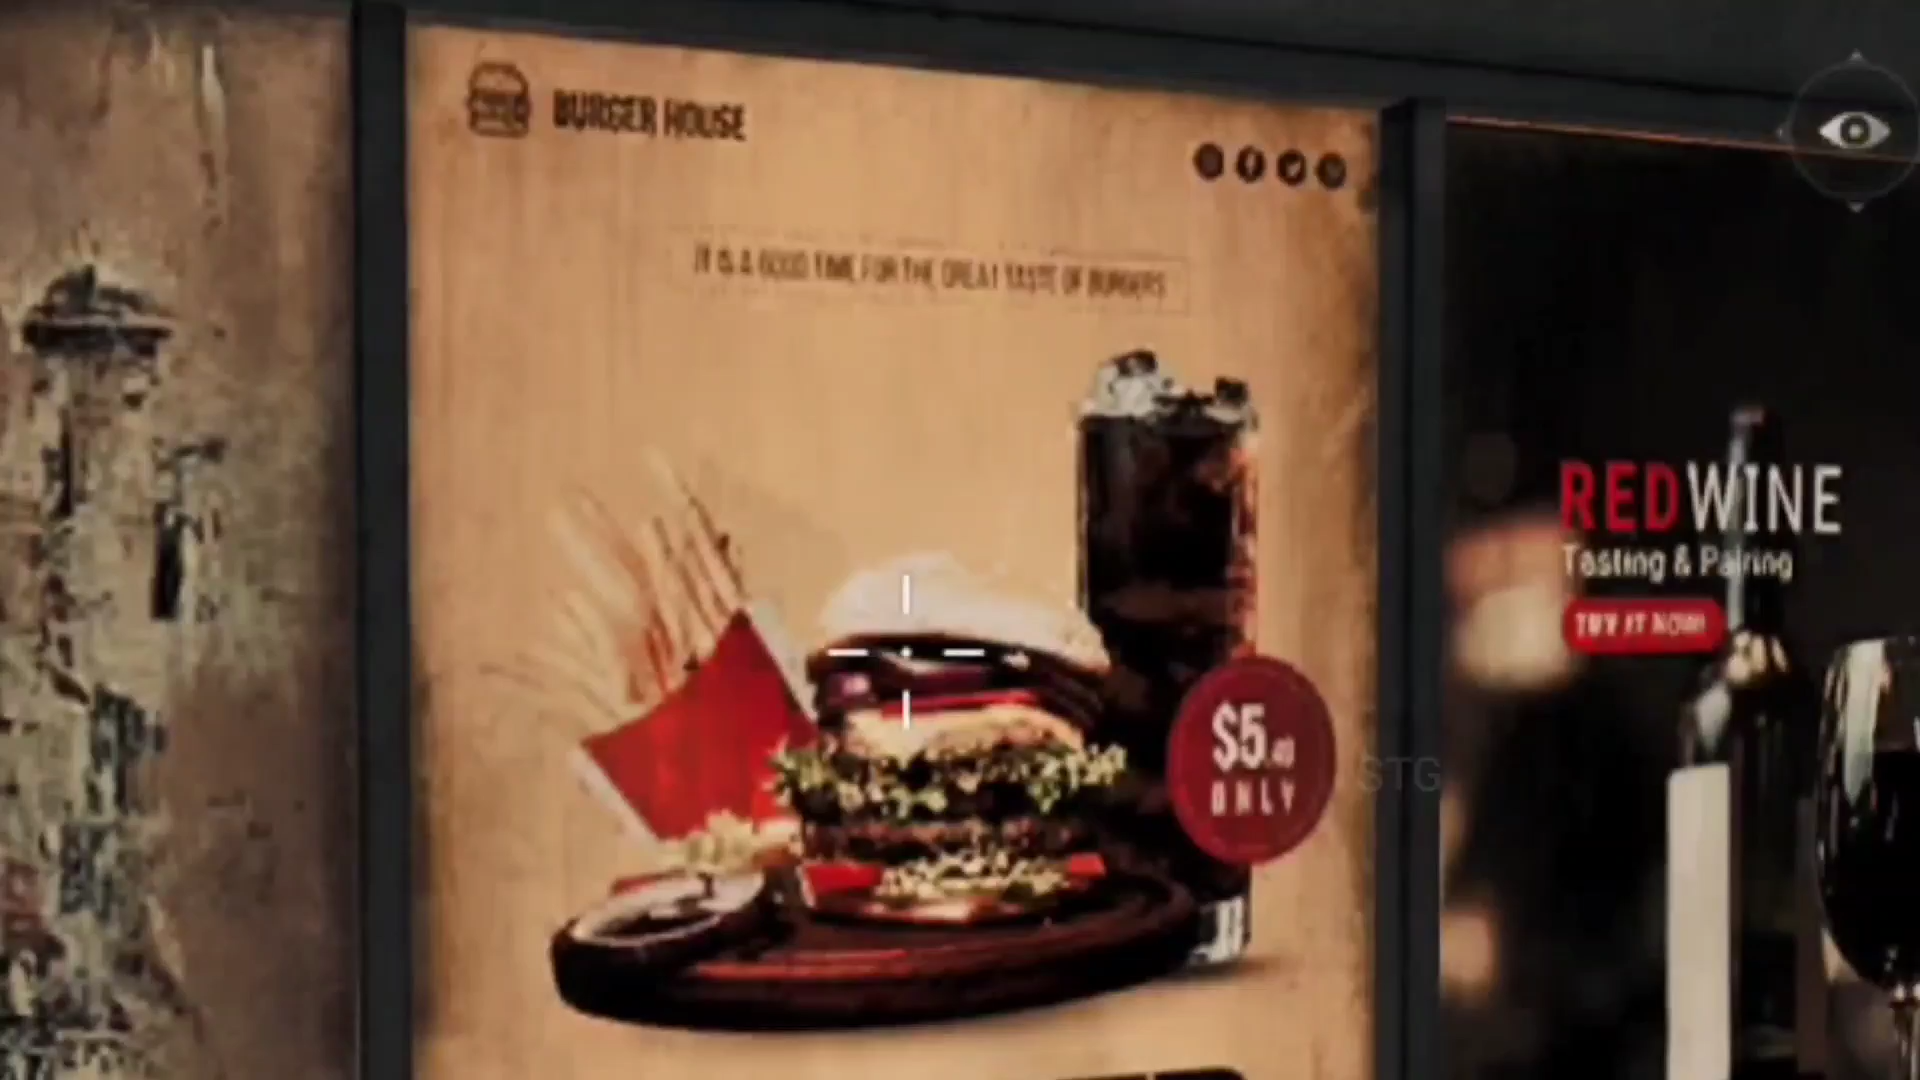 BURGER HOUSE
IT IS A GOOD TIME FOR THE GREAT TASTE OF BURGERS
$5.40
ONLY
STG
REDWINE
Tasting & Pairing
TRY IT NOW!